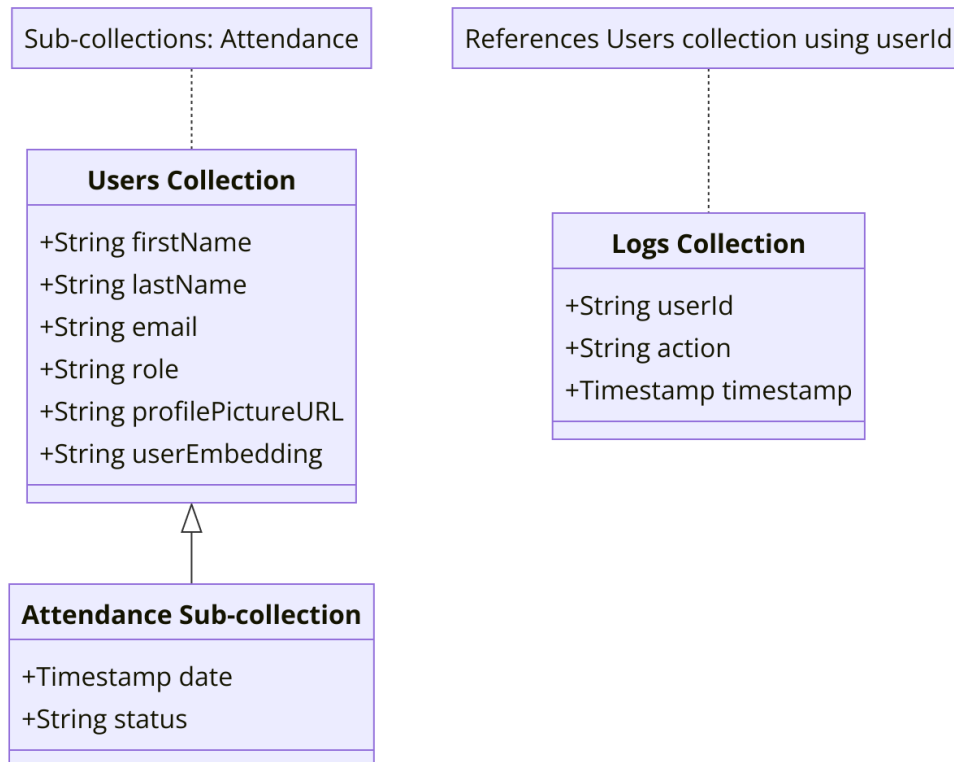 Sub-collections: Attendance
References Users collection using userId
Users Collection
+String firstName
+String lastName
+String email
+String role
+String profilePictureURL
+String userEmbedding
Logs Collection
+String userId
+String action
+Timestamp timestamp
Attendance Sub-collection
+Timestamp date
+String status